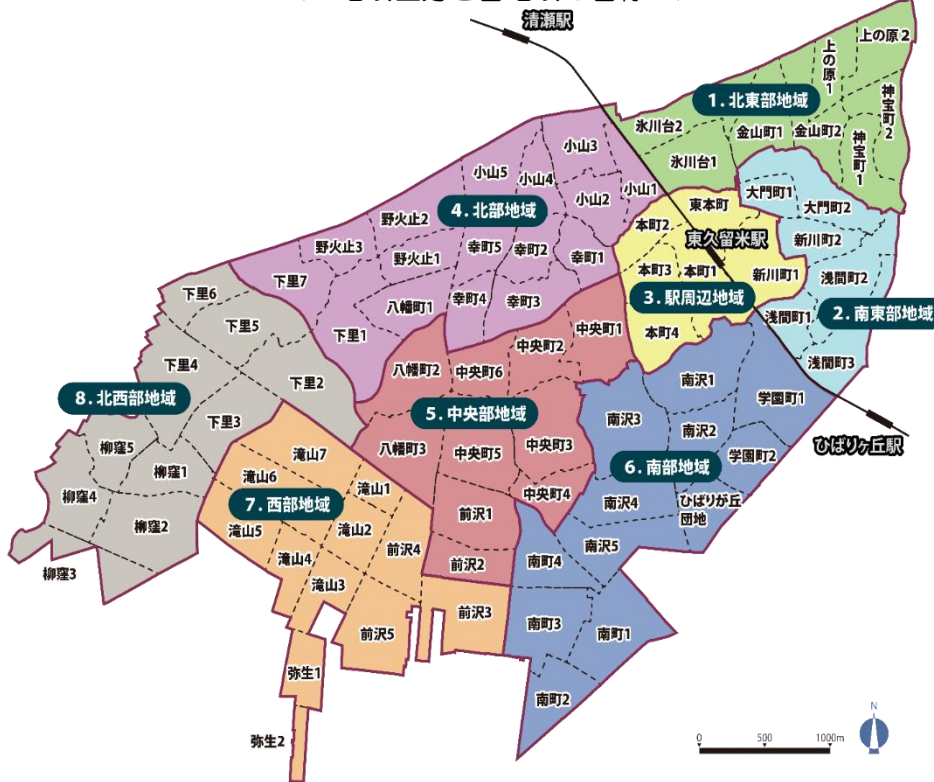 清瀬駅
上の原2
上の原1
神宝町2
1.北東部地域
氷川台2
金山町1
金山町2
神宝町1
氷川台1
小山3
小山5
小山4
小山2
小山1
大門町1
大門町2
東本町
本町2
4.北部地域
野火止2
野火止3
野火止1
幸町5
幸町2
幸町1
東久留米駅
新川町2
下里7
本町3
本町1
新川町1
浅間町2
下里6
八幡町1
幸町4
幸町3
3.駅周辺地域
浅間町1
2.南東部地域
下里5
下里1
本町4
中央町1
中央町2
浅間町3
下里4
八幡町2
中央町6
下里2
南沢1
学園町1
8.北西部地域
5.中央部地域
下里3
南沢3
南沢2
柳窪5
八幡町3
中央町5
中央町3
学園町2
ひばりヶ丘駅
滝山7
6.南部地域
柳窪1
滝山6
滝山1
中央町4
柳窪4
7.西部地域
南沢4
ひばりが丘
団地
柳窪2
滝山5
滝山2
前沢1
前沢4
南沢5
柳窪3
滝山4
前沢2
南町4
滝山3
前沢3
南町3
南町1
前沢5
弥生1
南町2
弥生2
N
0 500 1000m